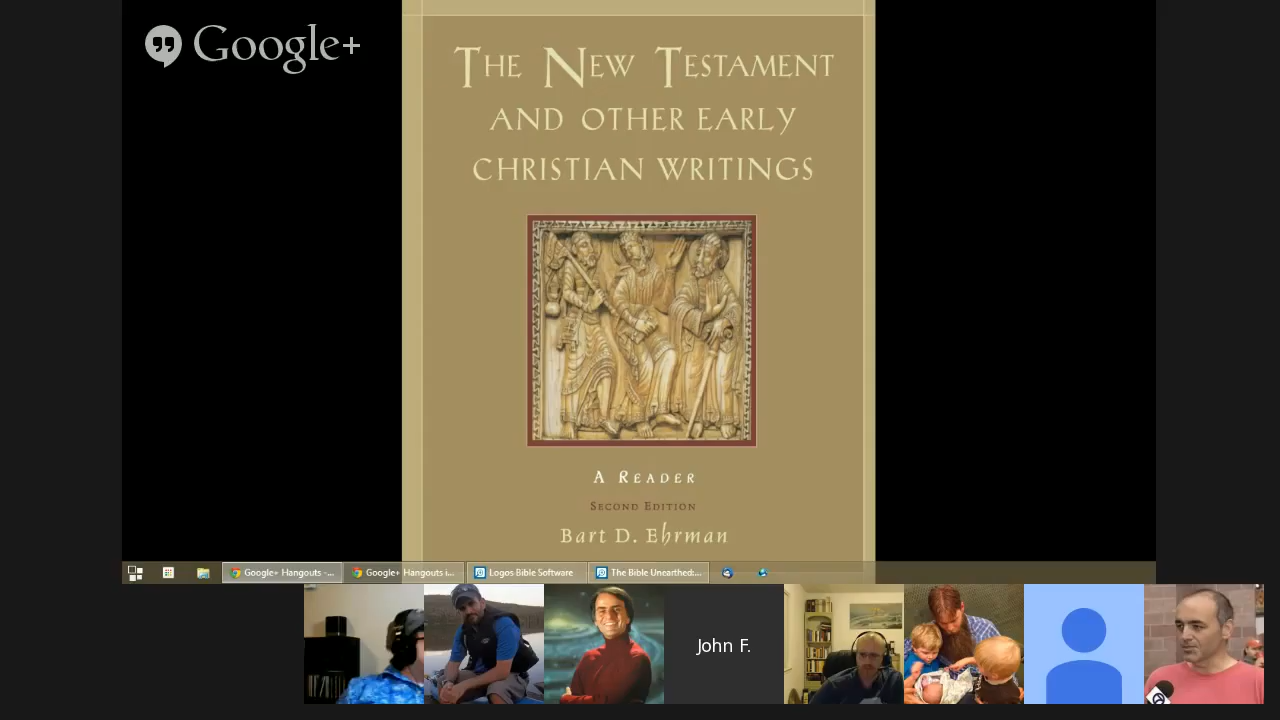 Google+
THE NEW TESTAMENT
AND OTHER EARLY
CHRISTIAN WRITINGS
A READER
SECOND EDITION
Bart D. Ehrman
Google+ Hangouts -...
Google+ Hangouts i...
Logos Bible Software
The Bible Unearthed:...
John F.